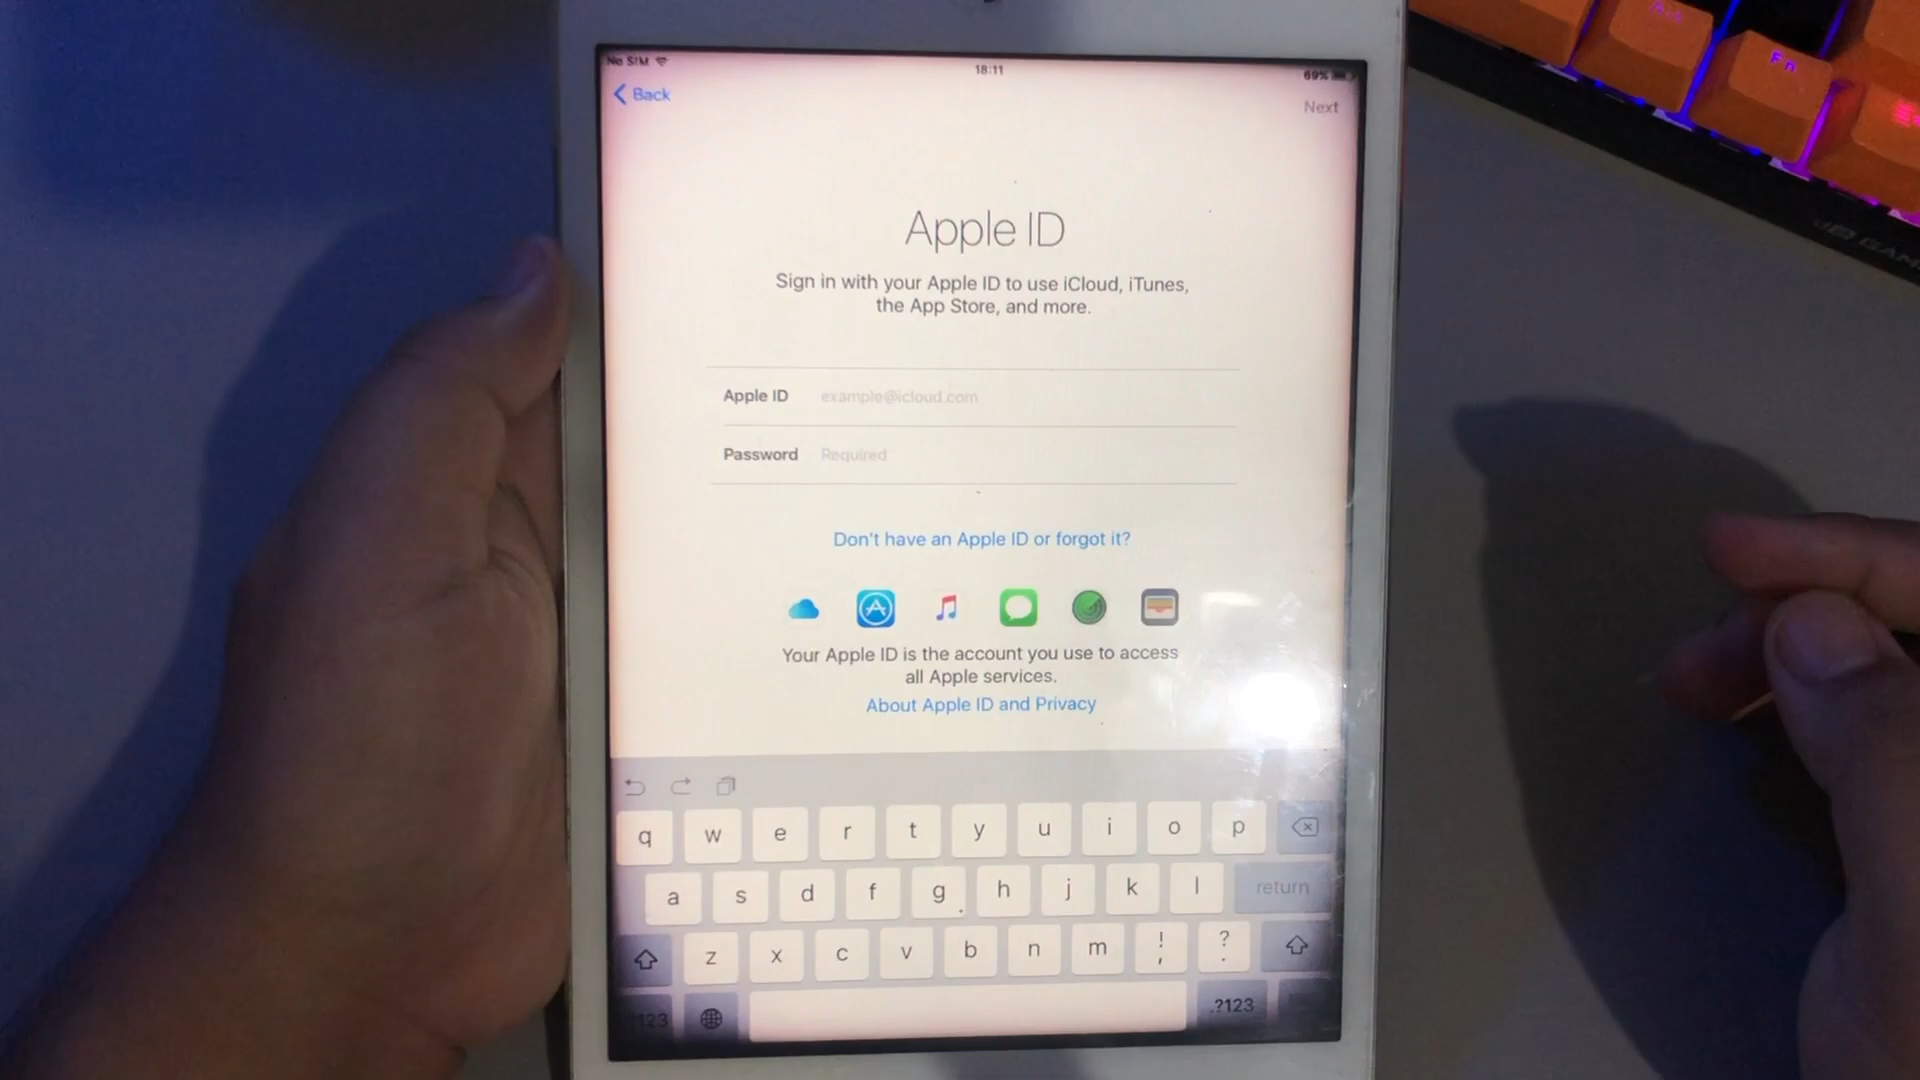 No SIM
18:11
69%
Back
Next
Apple ID
Sign in with your Apple ID to use iCloud, iTunes,
the App Store, and more.
Apple ID example@icloud.com
Password Required
Don't have an Apple ID or forgot it?
Your Apple ID is the account you use to access
all Apple services.
About Apple ID and Privacy
q w e r t y u i o p
a s d f g h j k l return
z x c v b n m ! , ? .
.?123
Fn